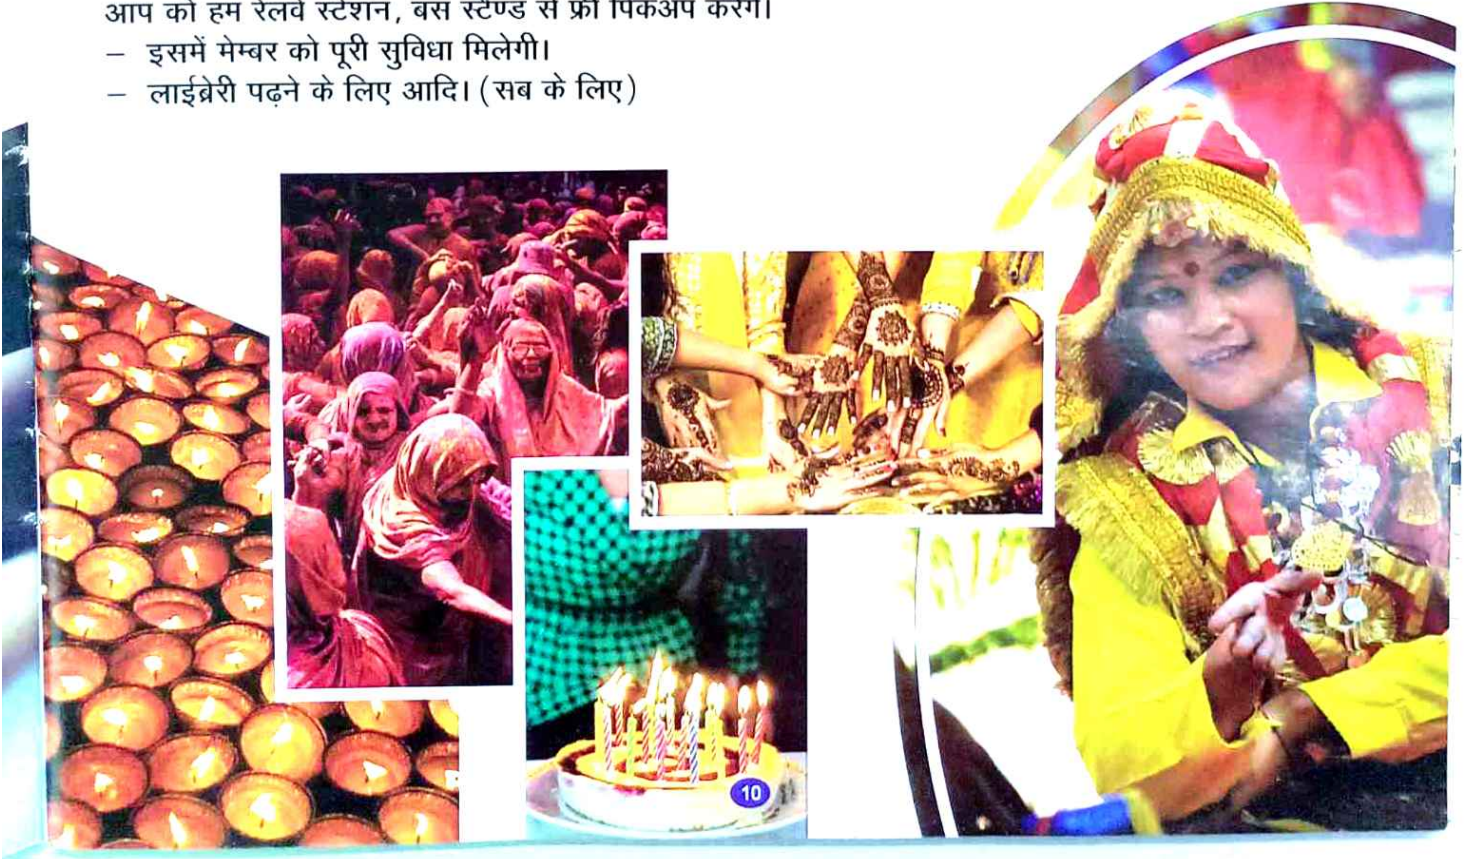 आप को हम रेलवे स्टेशन, बस स्टैण्ड से फ्री पिकअप करेंगे।
– इसमें मेम्बर को पूरी सुविधा मिलेगी।
– लाईब्रेरी पढ़ने के लिए आदि। (सब के लिए)
10